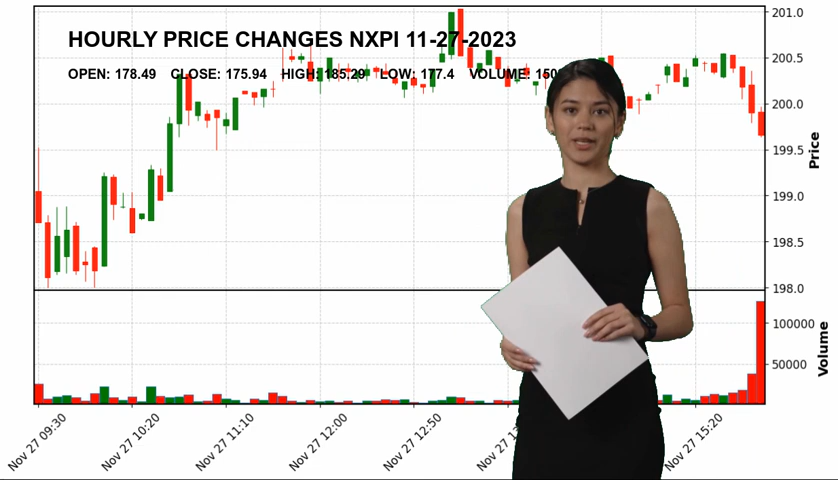 HOURLY PRICE CHANGES NXPI 11-27-2023
OPEN: 178.49 CLOSE: 175.94 HIGH: 185.29 LOW: 177.4 VOLUME:
201.0
200.5
200.0
199.5
199.0
198.5
198.0
Price
100000
50000
Volume
Nov 27 09:30
Nov 27 10:20
Nov 27 11:10
Nov 27 12:00
Nov 27 12:50
Nov 27
Nov 27 15:20